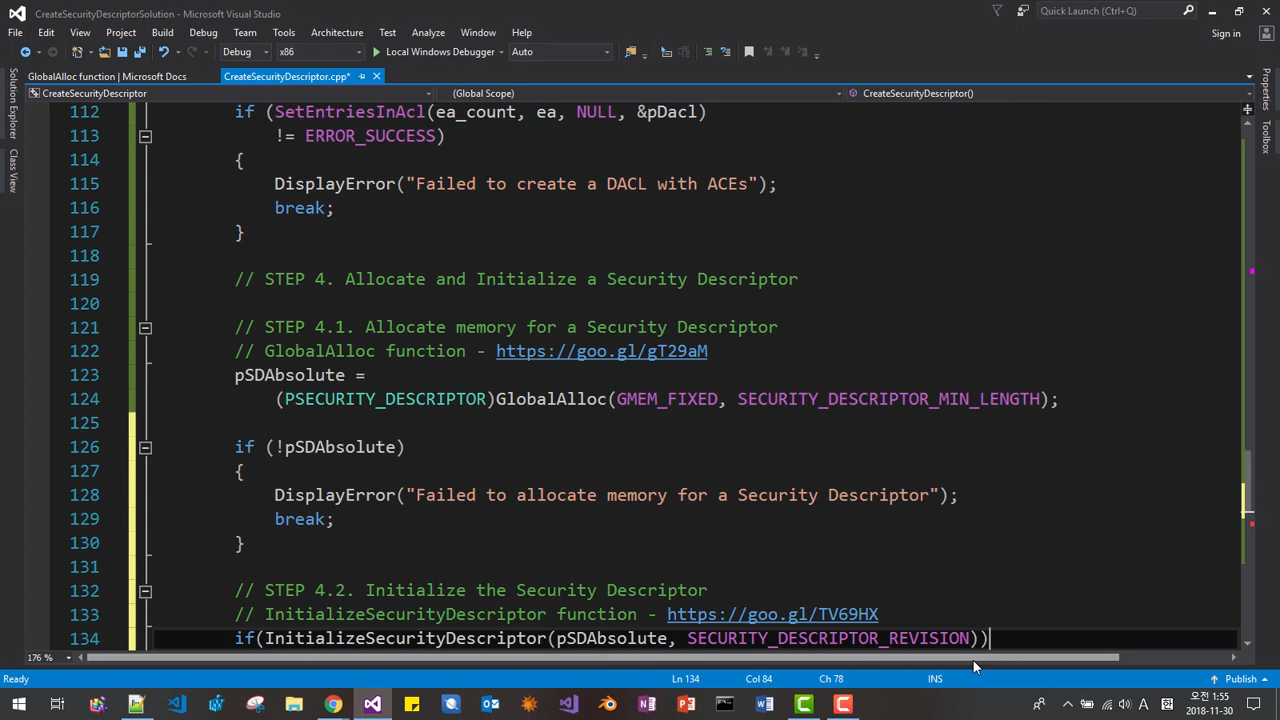 CreateSecurityDescriptorSolution - Microsoft Visual Studio
Quick Launch (Ctrl+Q)
File Edit View Project Build Debug Team Tools Architecture Test Analyze Window Help
Sign in
Debug x86 Local Windows Debugger Auto
GlobalAlloc function | Microsoft Docs CreateSecurityDescriptor.cpp*
CreateSecurityDescriptor (Global Scope) CreateSecurityDescriptor()
Solution Explorer
Class View
Properties
Toolbox
112 if (SetEntriesInAcl(ea_count, ea, NULL, &pDacl)
113 != ERROR_SUCCESS)
114 {
115 DisplayError("Failed to create a DACL with ACEs");
116 break;
117 }
118
119 // STEP 4. Allocate and Initialize a Security Descriptor
120
121 // STEP 4.1. Allocate memory for a Security Descriptor
122 // GlobalAlloc function - https://goo.gl/gT29aM
123 pSDAbsolute =
124 (PSECURITY_DESCRIPTOR)GlobalAlloc(GMEM_FIXED, SECURITY_DESCRIPTOR_MIN_LENGTH);
125
126 if (!pSDAbsolute)
127 {
128 DisplayError("Failed to allocate memory for a Security Descriptor");
129 break;
130 }
131
132 // STEP 4.2. Initialize the Security Descriptor
133 // InitializeSecurityDescriptor function - https://goo.gl/TV69HX
134 if(InitializeSecurityDescriptor(pSDAbsolute, SECURITY_DESCRIPTOR_REVISION))
176 %
Ready Ln 134 Col 84 Ch 78 INS Publish
A 오전 1:55
2018-11-30